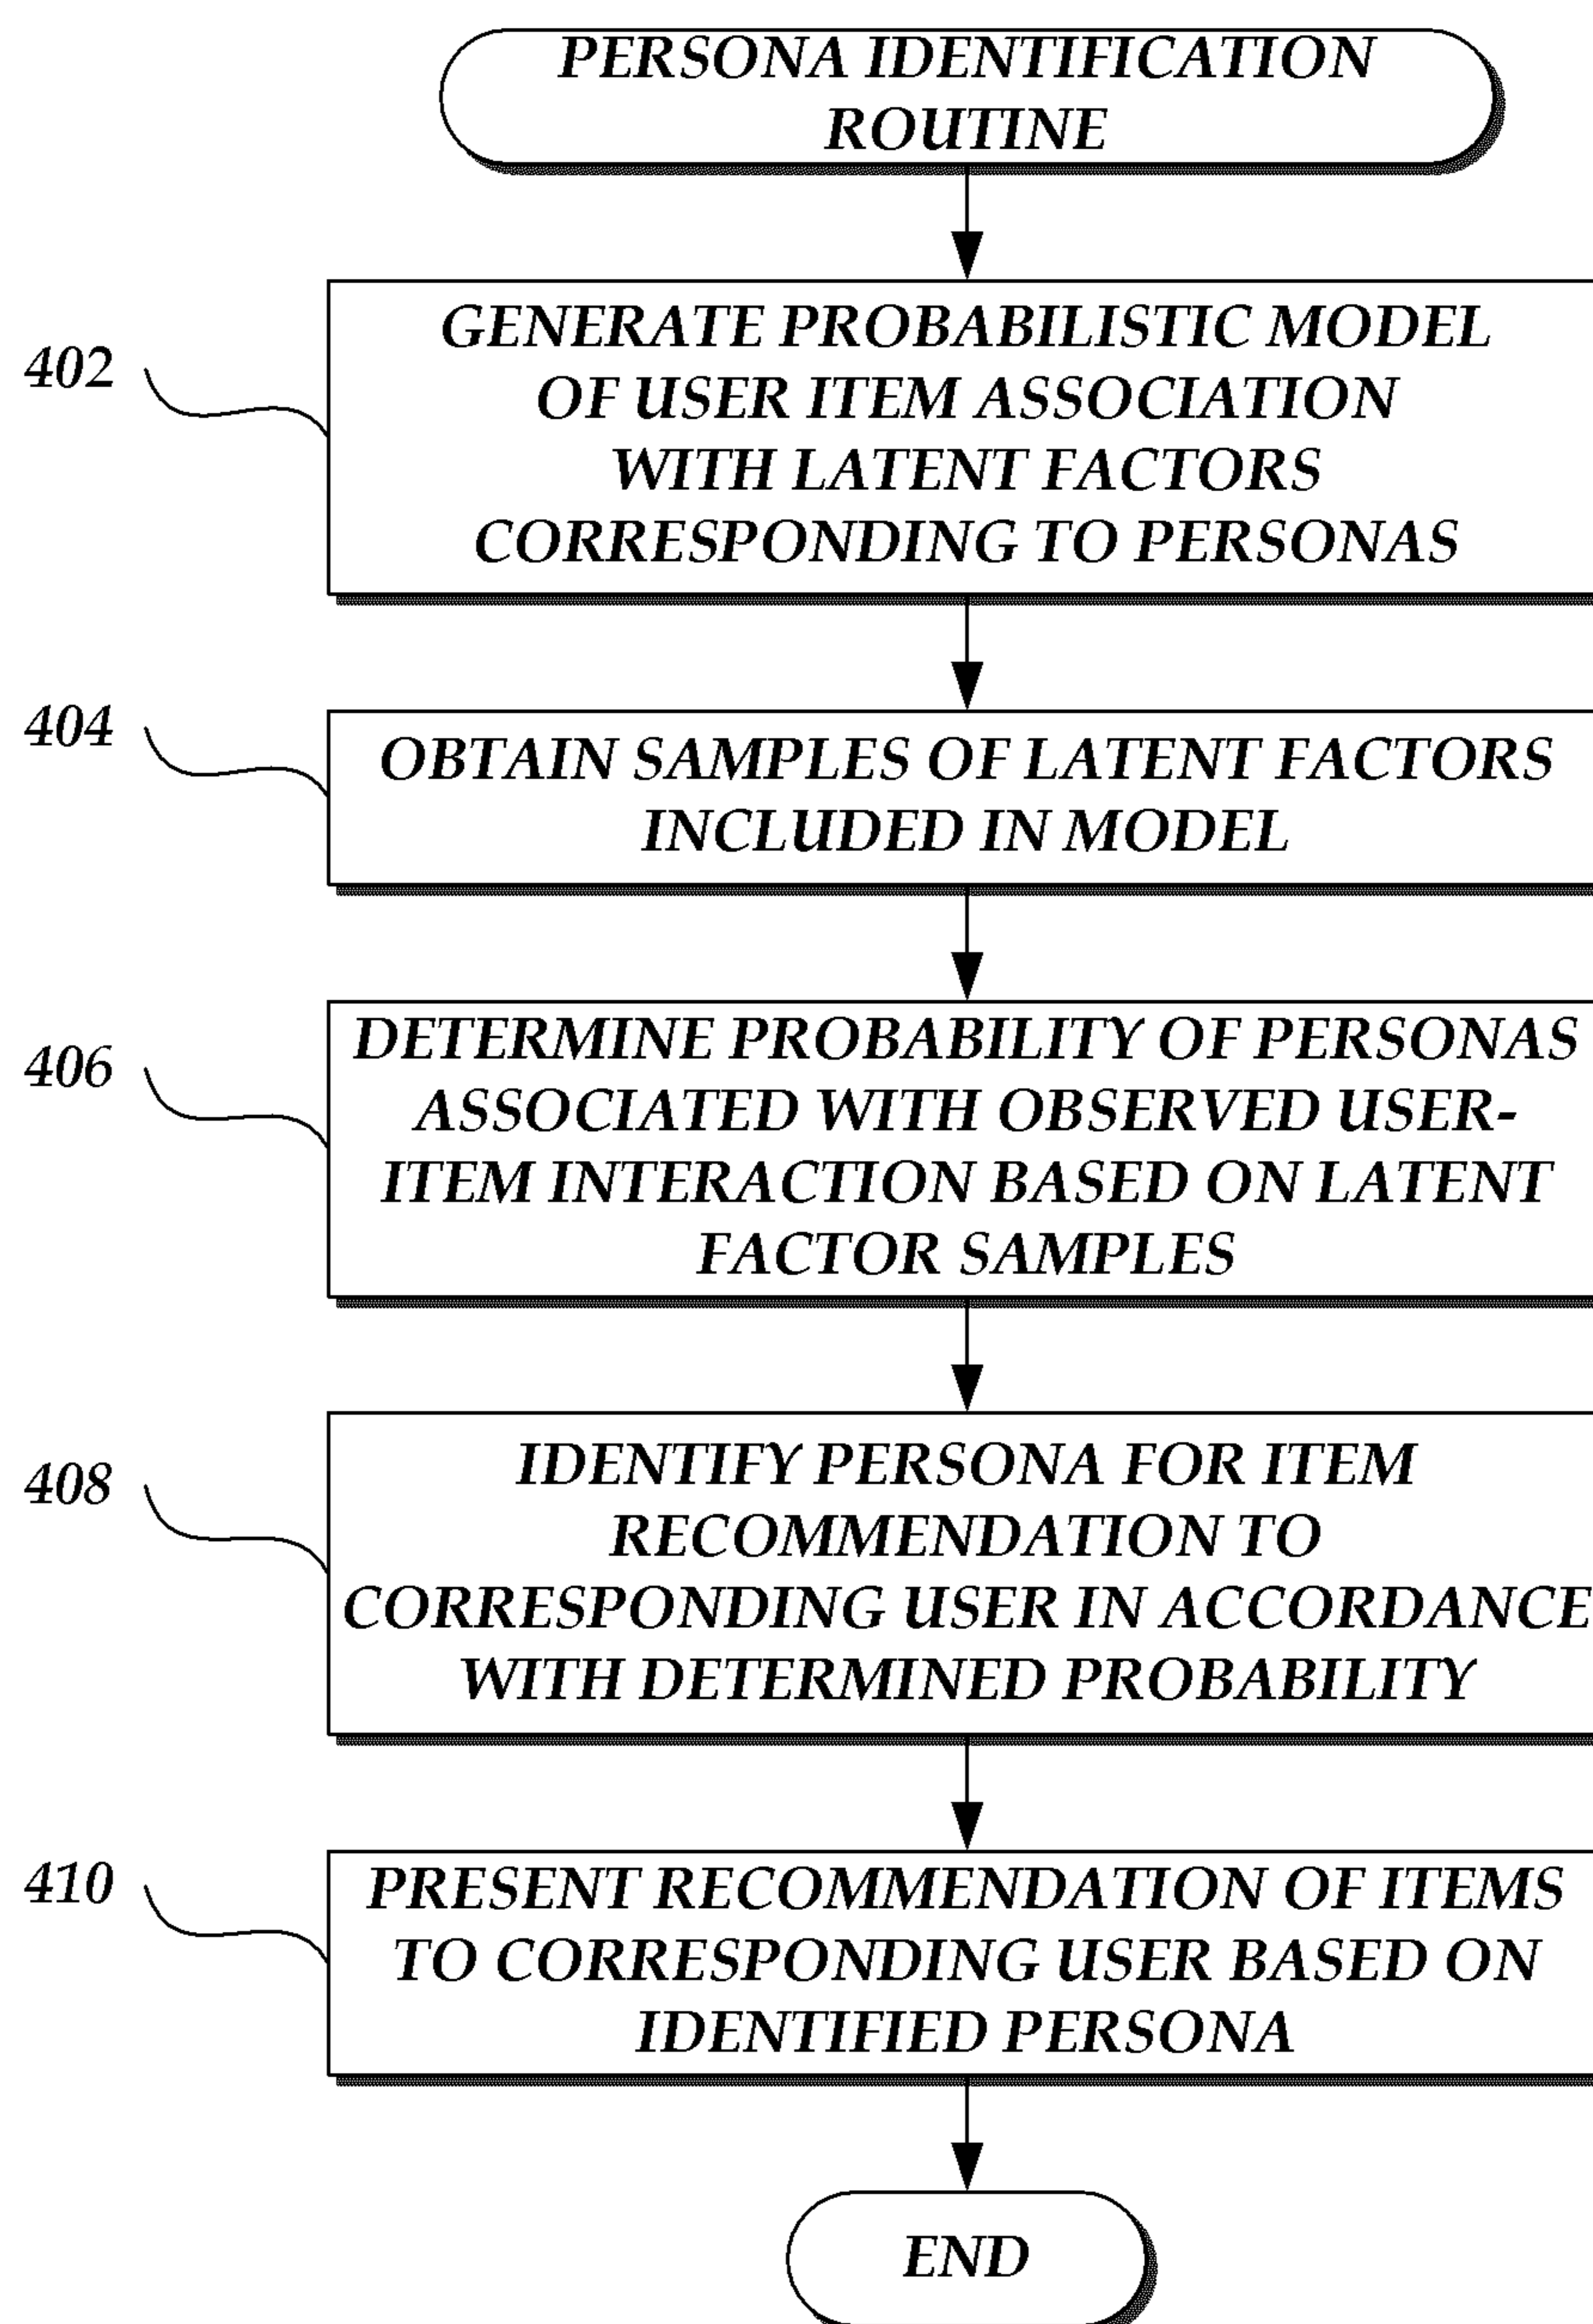 PERSONA IDENTIFICATION
ROUTINE
402
GENERATE PROBABILISTIC MODEL
OF USER ITEM ASSOCIATION
WITH LATENT FACTORS
CORRESPONDING TO PERSONAS
404
OBTAIN SAMPLES OF LATENT FACTORS
INCLUDED IN MODEL
406
DETERMINE PROBABILITY OF PERSONAS
ASSOCIATED WITH OBSERVED USER-
ITEM INTERACTION BASED ON LATENT
FACTOR SAMPLES
408
IDENTIFY PERSONA FOR ITEM
RECOMMENDATION TO
CORRESPONDING USER IN ACCORDANCE
WITH DETERMINED PROBABILITY
410
PRESENT RECOMMENDATION OF ITEMS
TO CORRESPONDING USER BASED ON
IDENTIFIED PERSONA
END